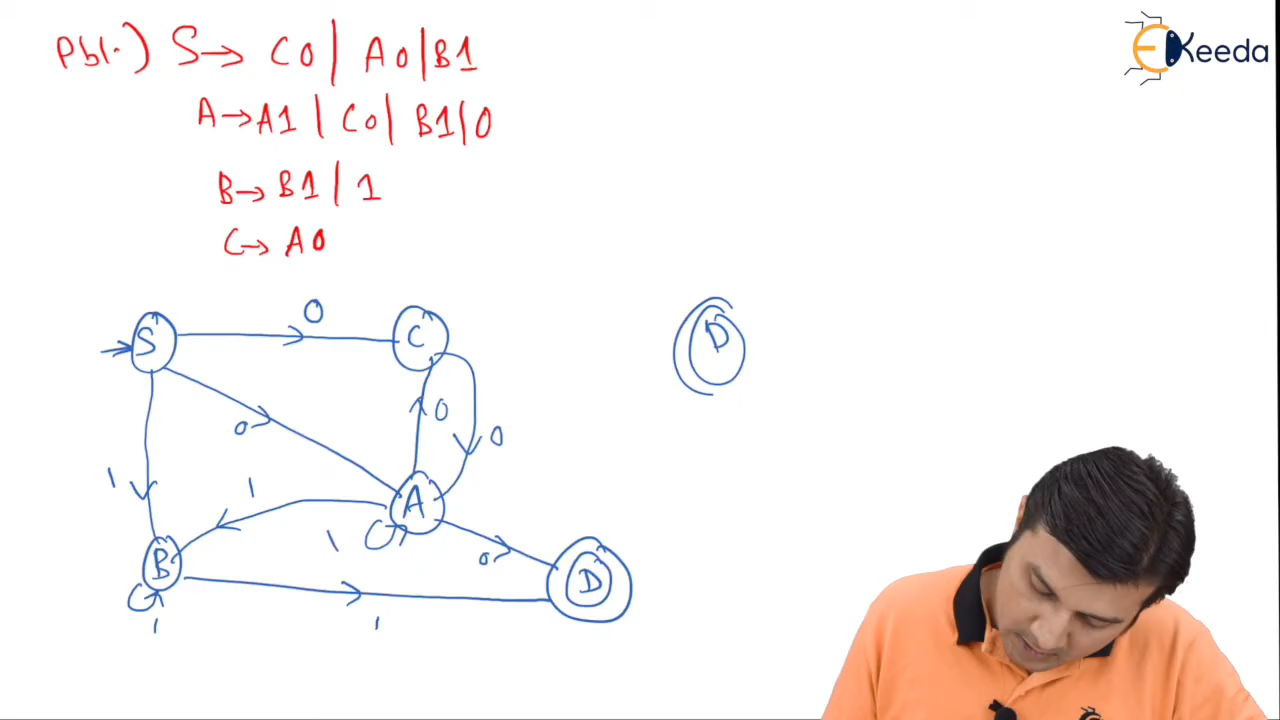 Pbl.) S → C0 | A0 | B1
A → A1 | C0 | B1 | 0
B → B1 | 1
C → A0
EKeeda
0
S
C
D
0
0
0
1
1
A
1
0
B
D
1
1